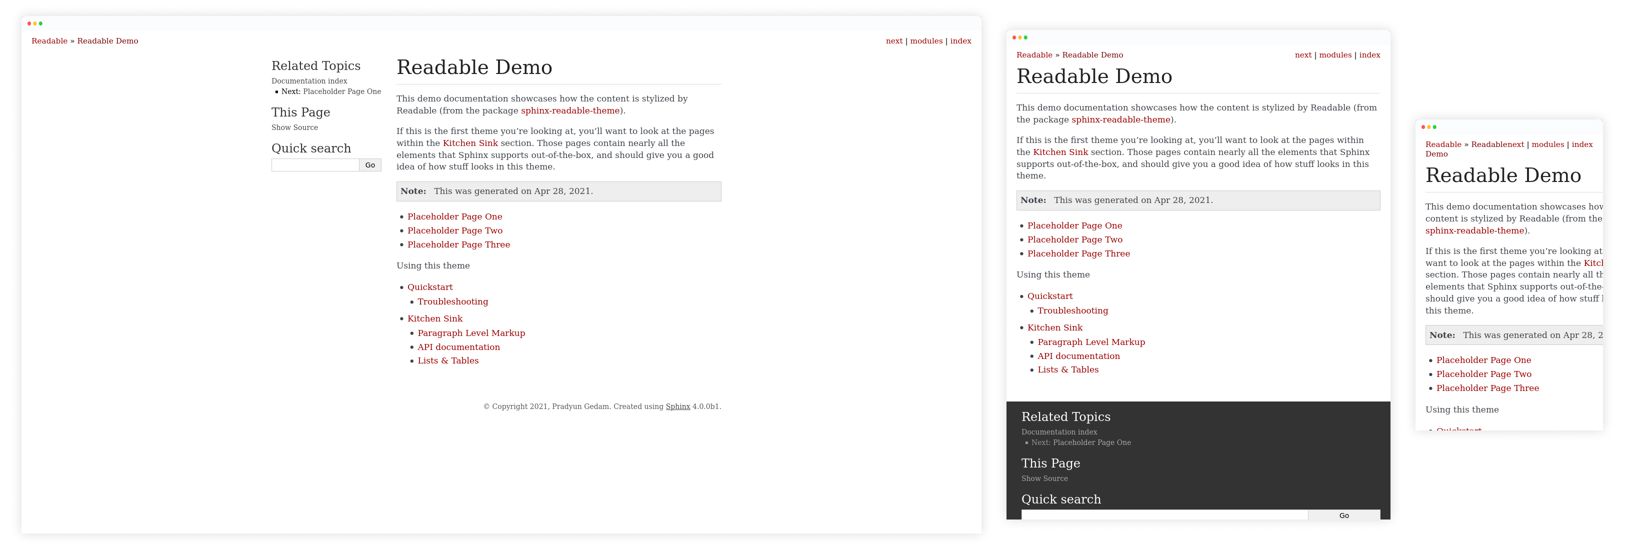 Readable » Readable Demo
next | modules | index
Related Topics
Documentation index
Next: Placeholder Page One
This Page
Show Source
Quick search
Go
Readable Demo
This demo documentation showcases how the content is stylized by
Readable (from the package sphinx-readable-theme).
If this is the first theme you’re looking at, you’ll want to look at the pages
within the Kitchen Sink section. Those pages contain nearly all the
elements that Sphinx supports out-of-the-box, and should give you a good
idea of how stuff looks in this theme.
Note: This was generated on Apr 28, 2021.
Placeholder Page One
Placeholder Page Two
Placeholder Page Three
Using this theme
Quickstart
Troubleshooting
Kitchen Sink
Paragraph Level Markup
API documentation
Lists & Tables
© Copyright 2021, Pradyun Gedam. Created using Sphinx 4.0.0b1.
Readable » Readable Demo
next | modules | index
Readable Demo
This demo documentation showcases how the content is stylized by Readable (from
the package sphinx-readable-theme).
If this is the first theme you’re looking at, you’ll want to look at the pages within
the Kitchen Sink section. Those pages contain nearly all the elements that Sphinx
supports out-of-the-box, and should give you a good idea of how stuff looks in this
theme.
Note: This was generated on Apr 28, 2021.
Placeholder Page One
Placeholder Page Two
Placeholder Page Three
Using this theme
Quickstart
Troubleshooting
Kitchen Sink
Paragraph Level Markup
API documentation
Lists & Tables
Related Topics
Documentation index
Next: Placeholder Page One
This Page
Show Source
Quick search
Go
Readable » Readablenext | modules | index
Demo
Readable Demo
This demo documentation showcases how
content is stylized by Readable (from the
sphinx-readable-theme).
If this is the first theme you’re looking at
want to look at the pages within the Kitc
section. Those pages contain nearly all th
elements that Sphinx supports out-of-the-
should give you a good idea of how stuff
this theme.
Note: This was generated on Apr 28, 2
Placeholder Page One
Placeholder Page Two
Placeholder Page Three
Using this theme
Quickstart